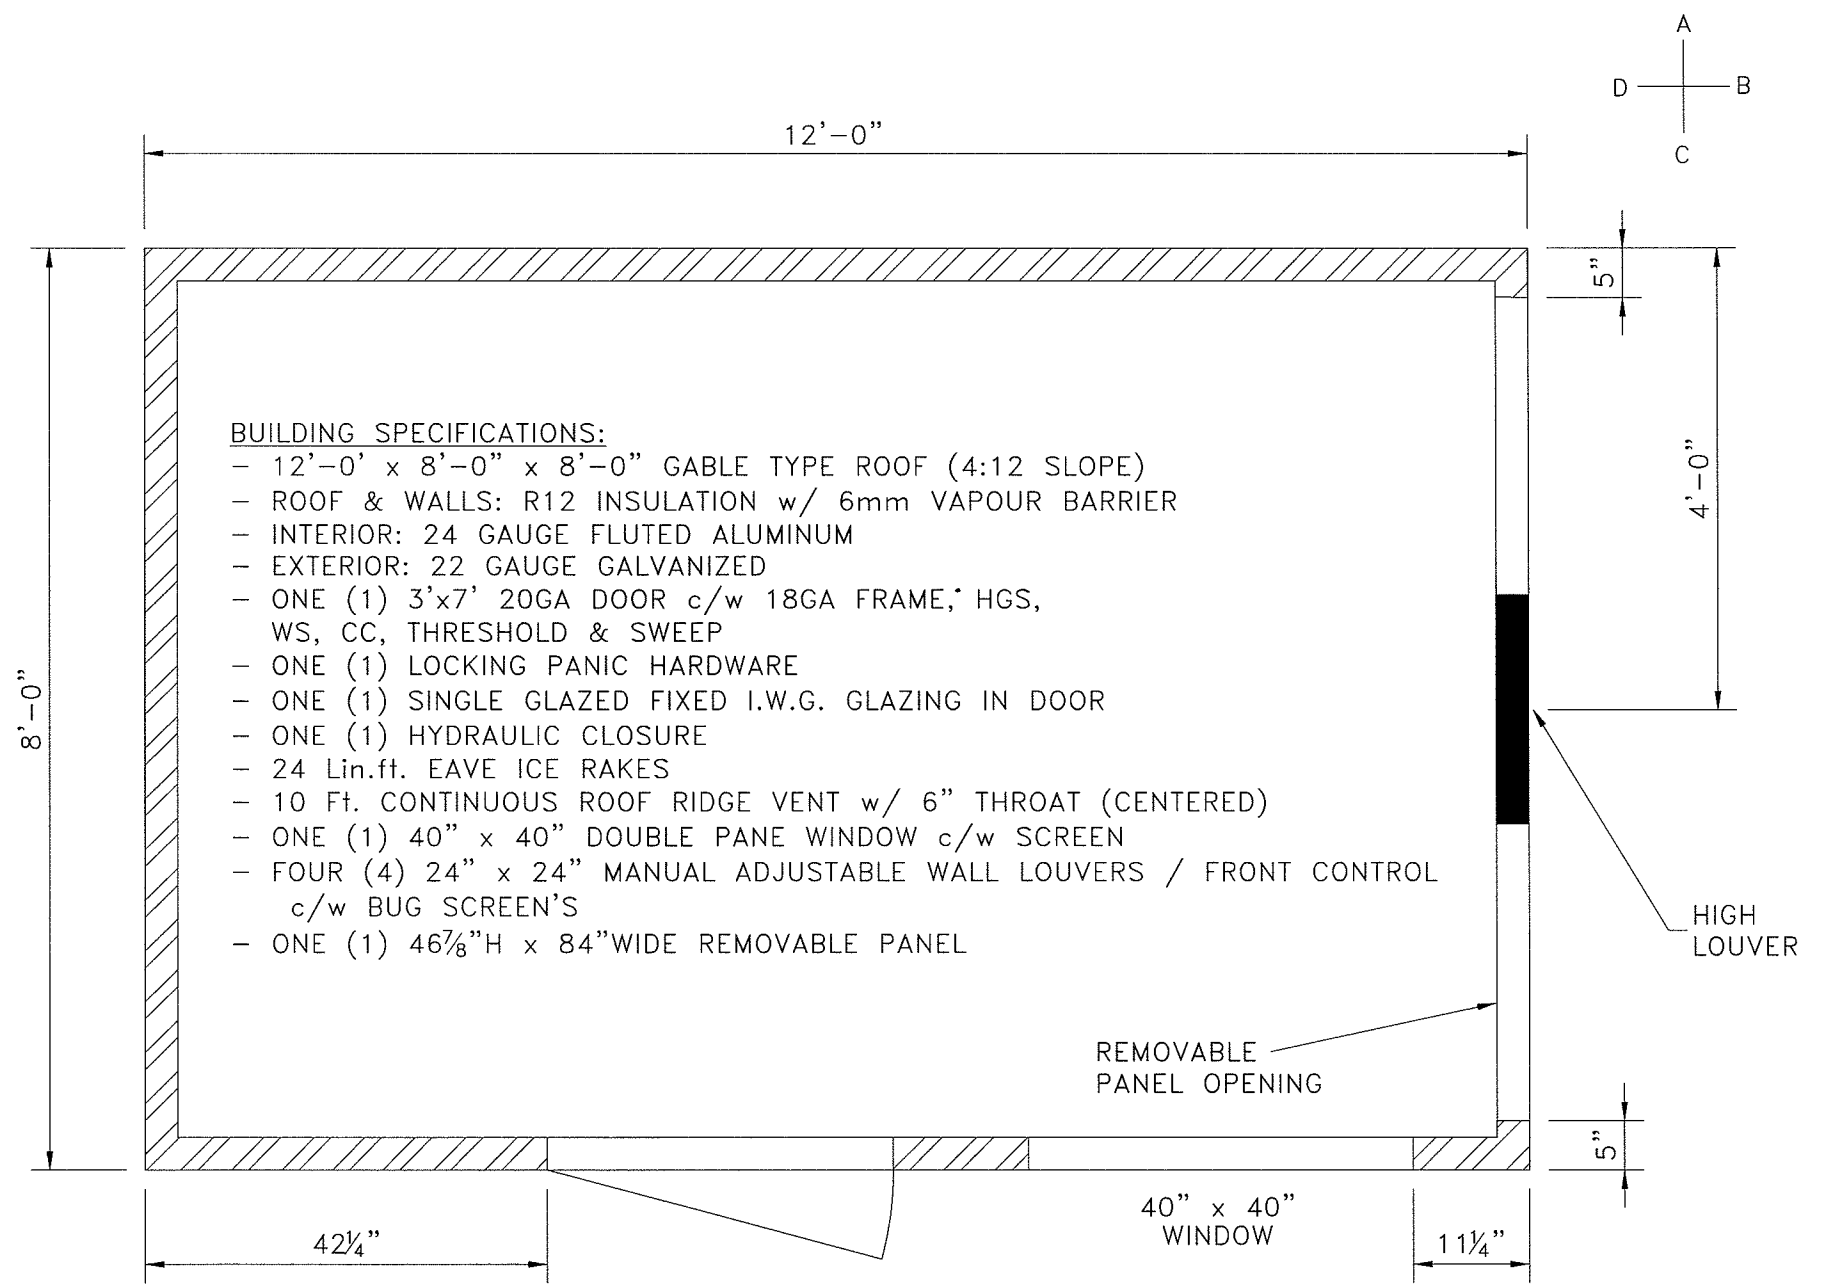 A
D B
C
12'-0"
5"
4'-0"
8'-0"
BUILDING SPECIFICATIONS:
- 12'-0' x 8'-0" x 8'-0" GABLE TYPE ROOF (4:12 SLOPE)
- ROOF & WALLS: R12 INSULATION w/ 6mm VAPOUR BARRIER
- INTERIOR: 24 GAUGE FLUTED ALUMINUM
- EXTERIOR: 22 GAUGE GALVANIZED
- ONE (1) 3'x7' 20GA DOOR c/w 18GA FRAME, HGS,
WS, CC, THRESHOLD & SWEEP
- ONE (1) LOCKING PANIC HARDWARE
- ONE (1) SINGLE GLAZED FIXED I.W.G. GLAZING IN DOOR
- ONE (1) HYDRAULIC CLOSURE
- 24 Lin.ft. EAVE ICE RAKES
- 10 Ft. CONTINUOUS ROOF RIDGE VENT w/ 6" THROAT (CENTERED)
- ONE (1) 40" x 40" DOUBLE PANE WINDOW c/w SCREEN
- FOUR (4) 24" x 24" MANUAL ADJUSTABLE WALL LOUVERS / FRONT CONTROL
c/w BUG SCREEN'S
- ONE (1) 46⅞"H x 84"WIDE REMOVABLE PANEL
HIGH
LOUVER
REMOVABLE
PANEL OPENING
5"
40" x 40"
WINDOW
42¼"
11¼"